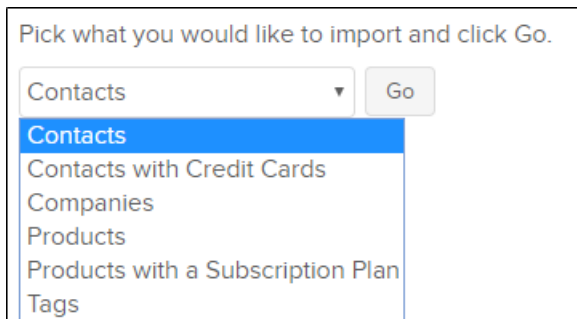 Pick what you would like to import and click Go.
Contacts Go
Contacts
Contacts with Credit Cards
Companies
Products
Products with a Subscription Plan
Tags